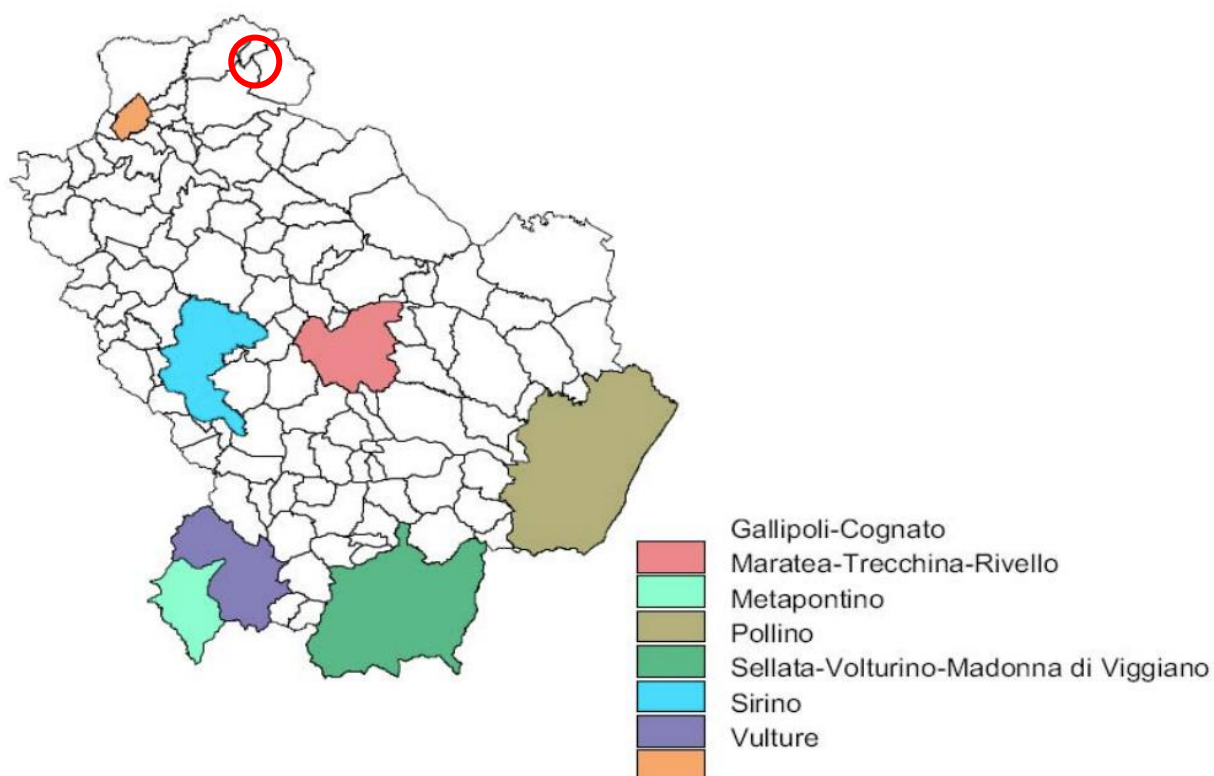 Gallipoli-Cognato
Maratea-Trecchina-Rivello
Metapontino
Pollino
Sellata-Volturino-Madonna di Viggiano
Sirino
Vulture